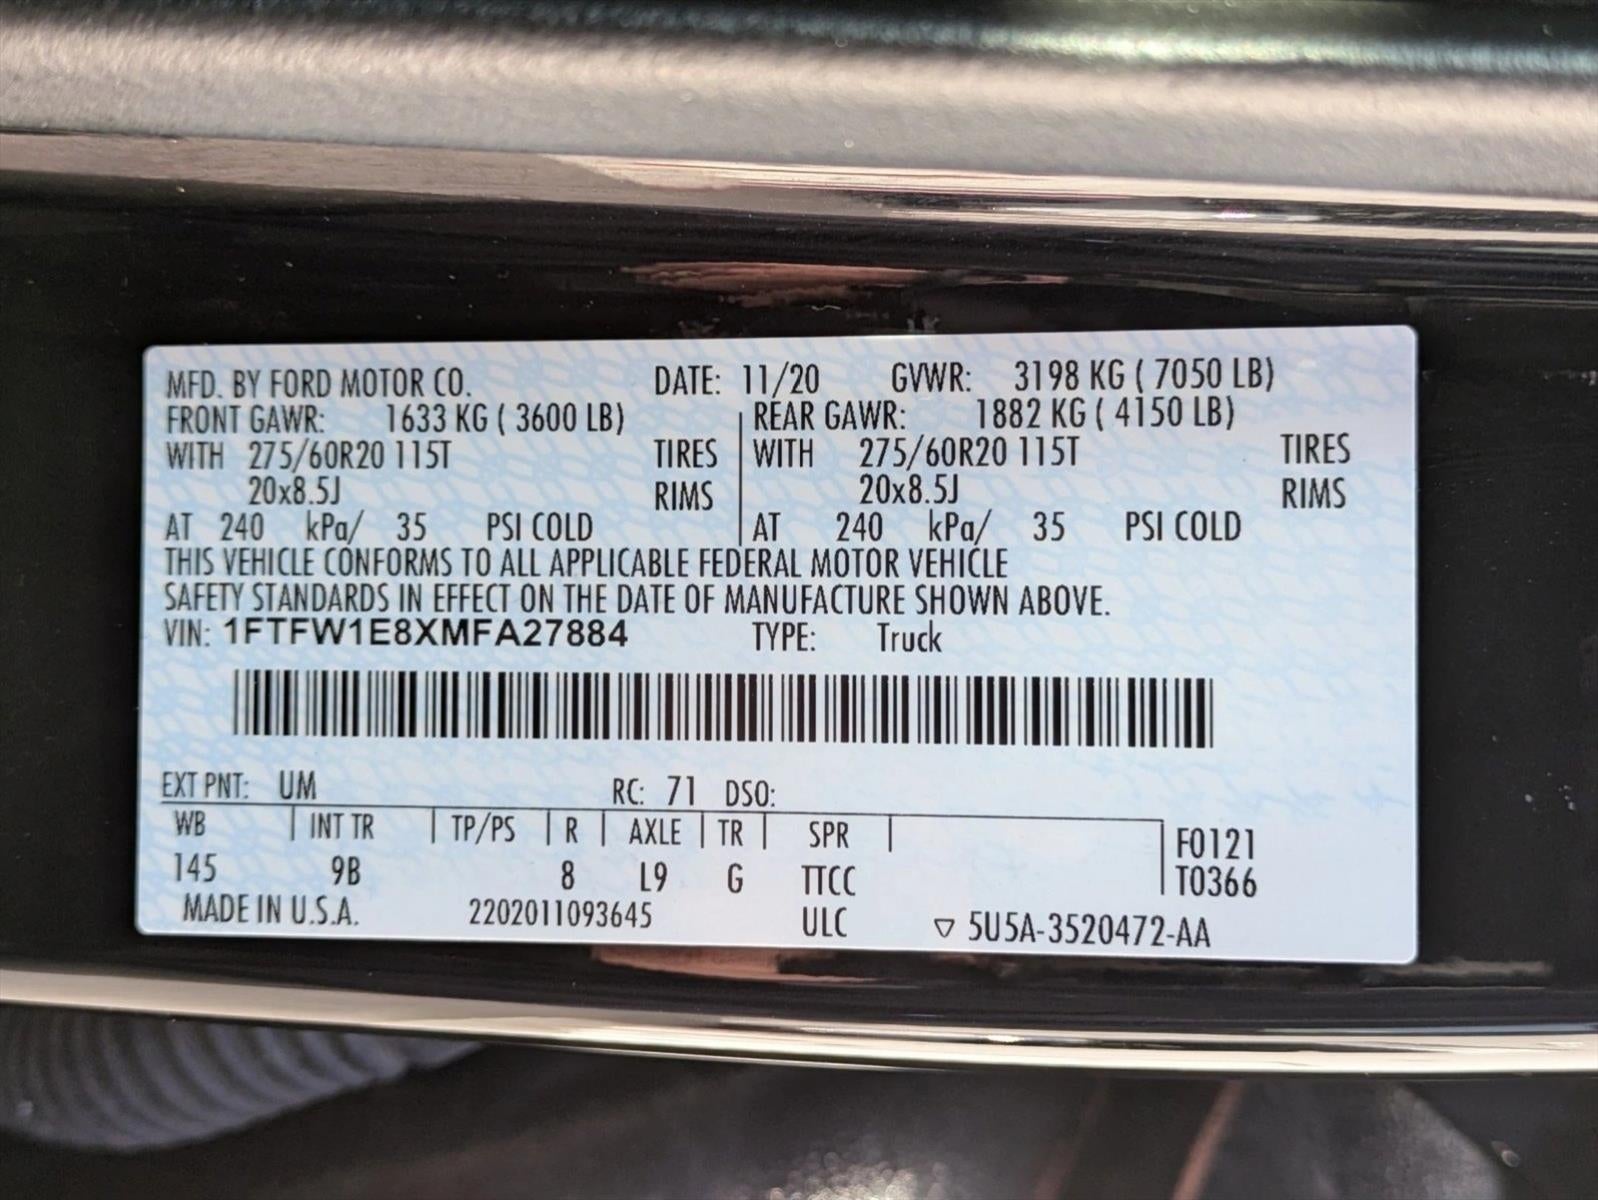 MFD. BY FORD MOTOR CO. DATE: 11/20 GVWR: 3198 KG ( 7050 LB)
FRONT GAWR: 1633 KG ( 3600 LB) REAR GAWR: 1882 KG ( 4150 LB)
WITH 275/60R20 115T TIRES WITH 275/60R20 115T TIRES
20x8.5J RIMS 20x8.5J RIMS
AT 240 kPa/ 35 PSI COLD AT 240 kPa/ 35 PSI COLD
THIS VEHICLE CONFORMS TO ALL APPLICABLE FEDERAL MOTOR VEHICLE
SAFETY STANDARDS IN EFFECT ON THE DATE OF MANUFACTURE SHOWN ABOVE.
VIN: 1FTFW1E8XMFA27884 TYPE: Truck
EXT PNT: UM RC: 71 DSO:
WB INT TR TP/PS R AXLE TR SPR F0121
145 9B 8 L9 G TTCC T0366
MADE IN U.S.A. 2202011093645 ULC ▽ 5U5A-3520472-AA